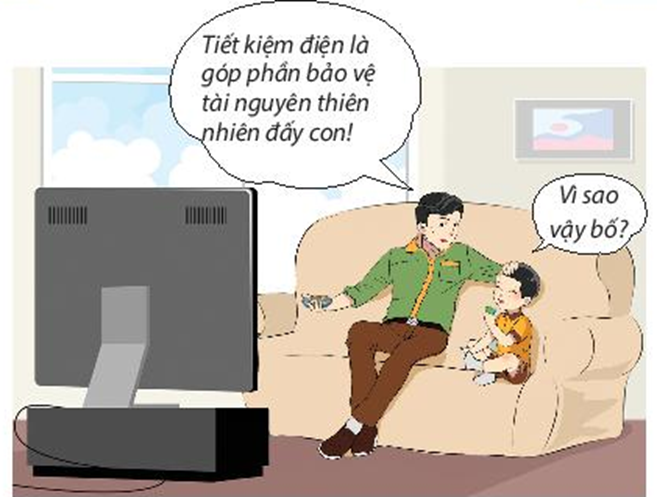 Tiết kiệm điện là
góp phần bảo vệ
tài nguyên thiên
nhiên đấy con!
Vì sao
vậy bố?